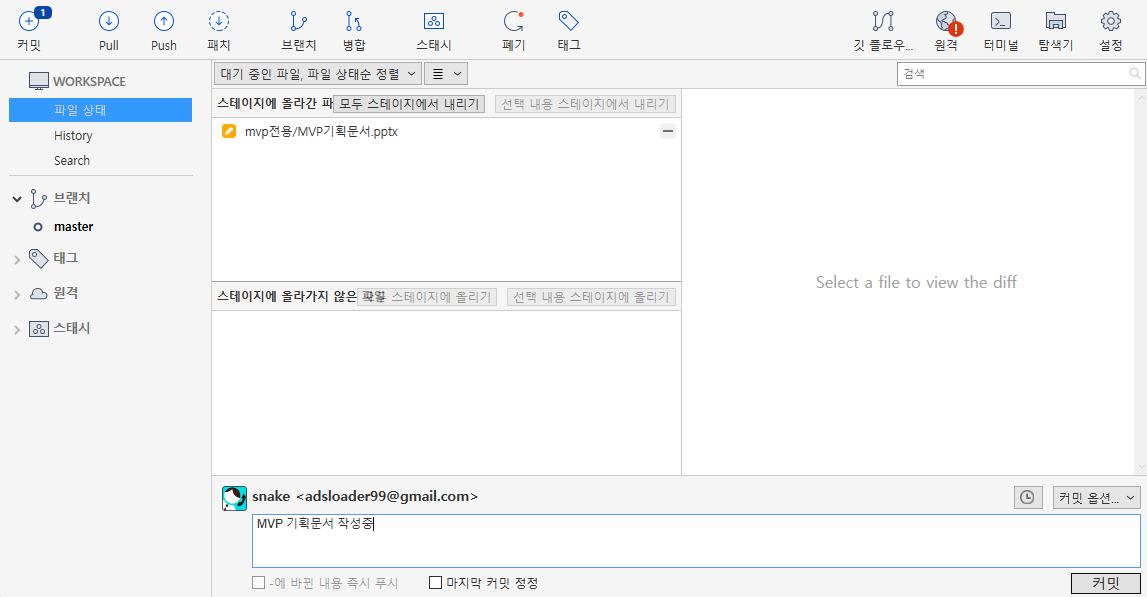 1
커밋 Pull Push 패치 브랜치 병합 스태시 폐기 태그 깃 플로우... 원격 터미널 탐색기 설정
WORKSPACE
파일 상태
History
Search
브랜치
master
태그
원격
스태시
대기 중인 파일, 파일 상태순 정렬
검색
스테이지에 올라간 파 모두 스테이지에서 내리기 선택 내용 스테이지에서 내리기
mvp전용/MVP기획문서.pptx
스테이지에 올라가지 않은 스테이지에 올리기 선택 내용 스테이지에 올리기
Select a file to view the diff
snake <adsloader99@gmail.com>
커밋 옵션...
MVP 기획문서 작성중
-에 바뀐 내용 즉시 푸시 마지막 커밋 정정
커밋